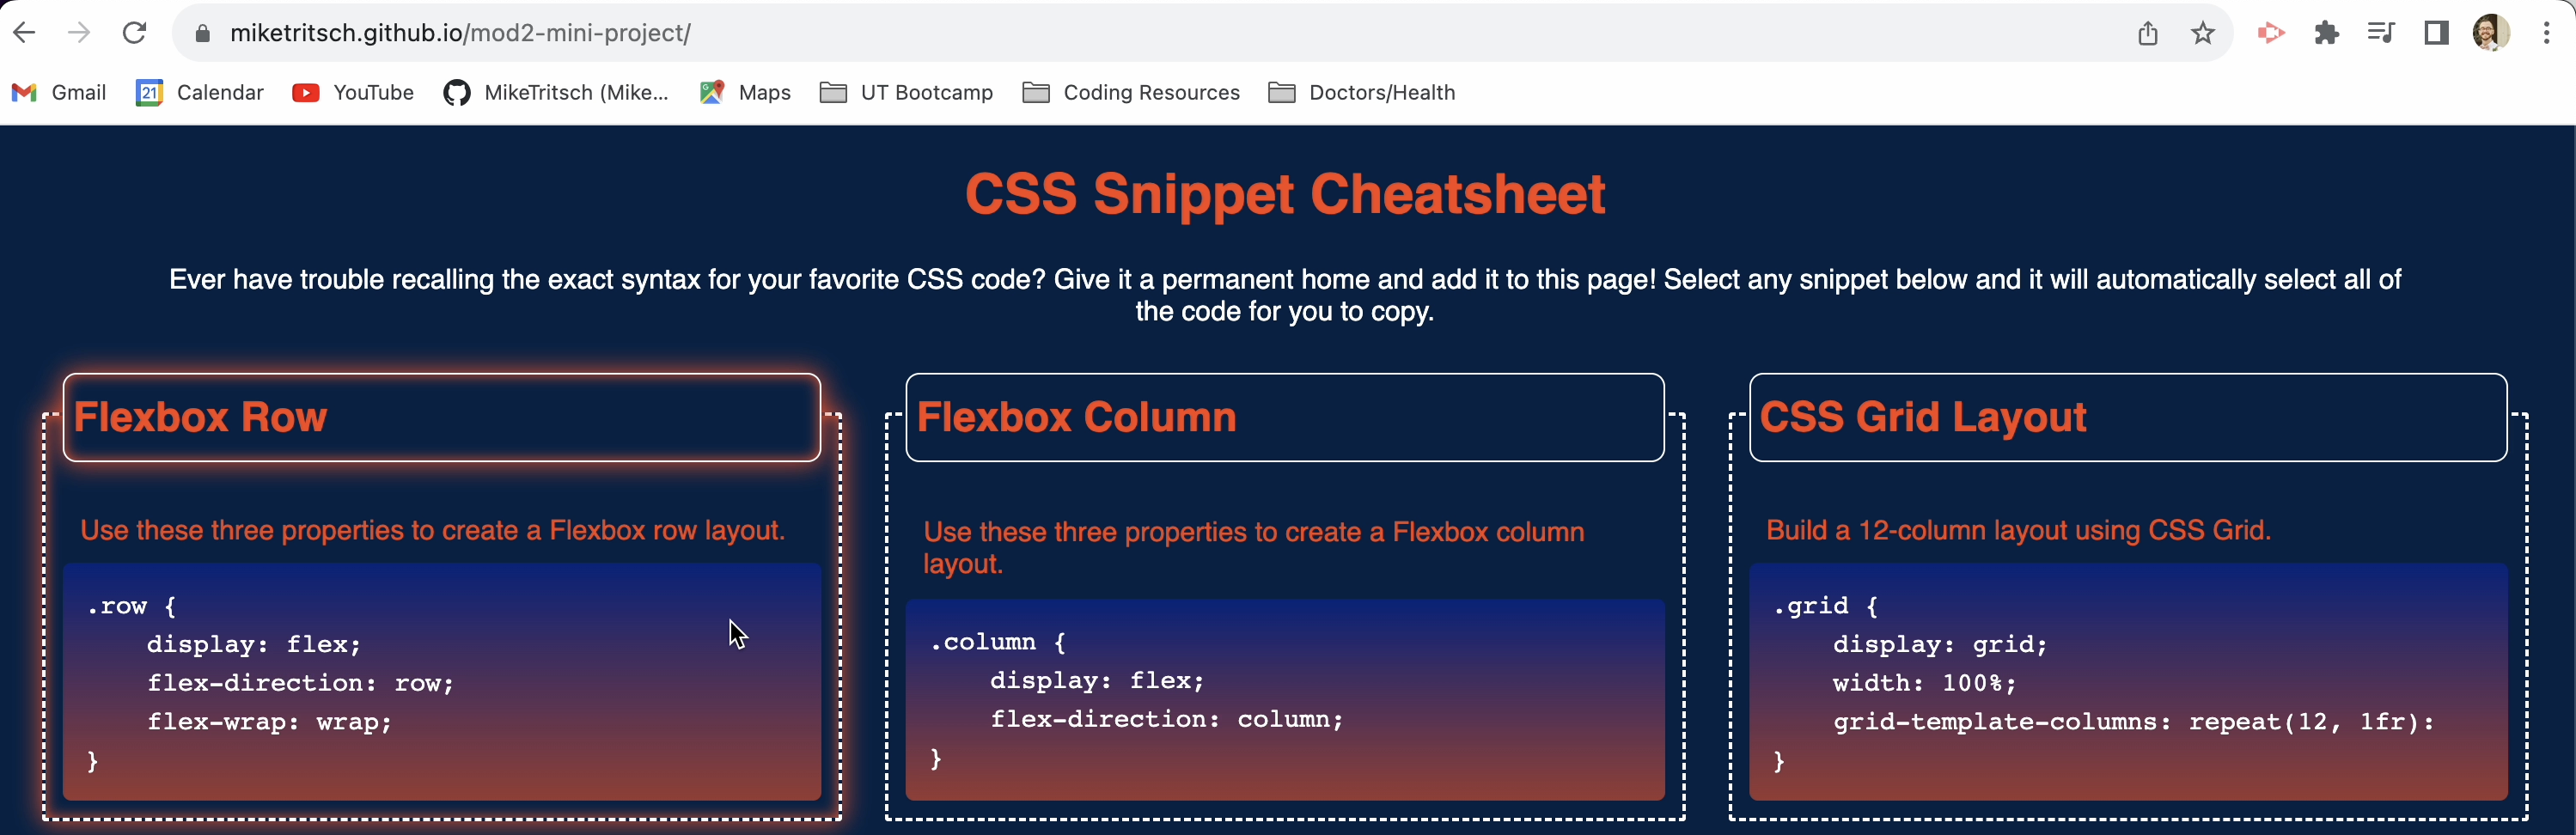 miketritsch.github.io/mod2-mini-project/
Gmail
21
Calendar
YouTube
MikeTritsch (Mike...
Maps
UT Bootcamp
Coding Resources
Doctors/Health
CSS Snippet Cheatsheet
Ever have trouble recalling the exact syntax for your favorite CSS code? Give it a permanent home and add it to this page! Select any snippet below and it will automatically select all of
the code for you to copy.
Flexbox Row
Use these three properties to create a Flexbox row layout.
.row {
display: flex;
flex-direction: row;
flex-wrap: wrap;
}
Flexbox Column
Use these three properties to create a Flexbox column
layout.
.column {
display: flex;
flex-direction: column;
}
CSS Grid Layout
Build a 12-column layout using CSS Grid.
.grid {
display: grid;
width: 100%;
grid-template-columns: repeat(12, 1fr):
}